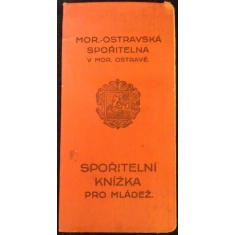 MOR.-OSTRAVSKÁ
SPOŘITELNA
V MOR. OSTRAVĚ.
SPOŘITELNÍ
KNÍŽKA
PRO MLÁDEŽ.